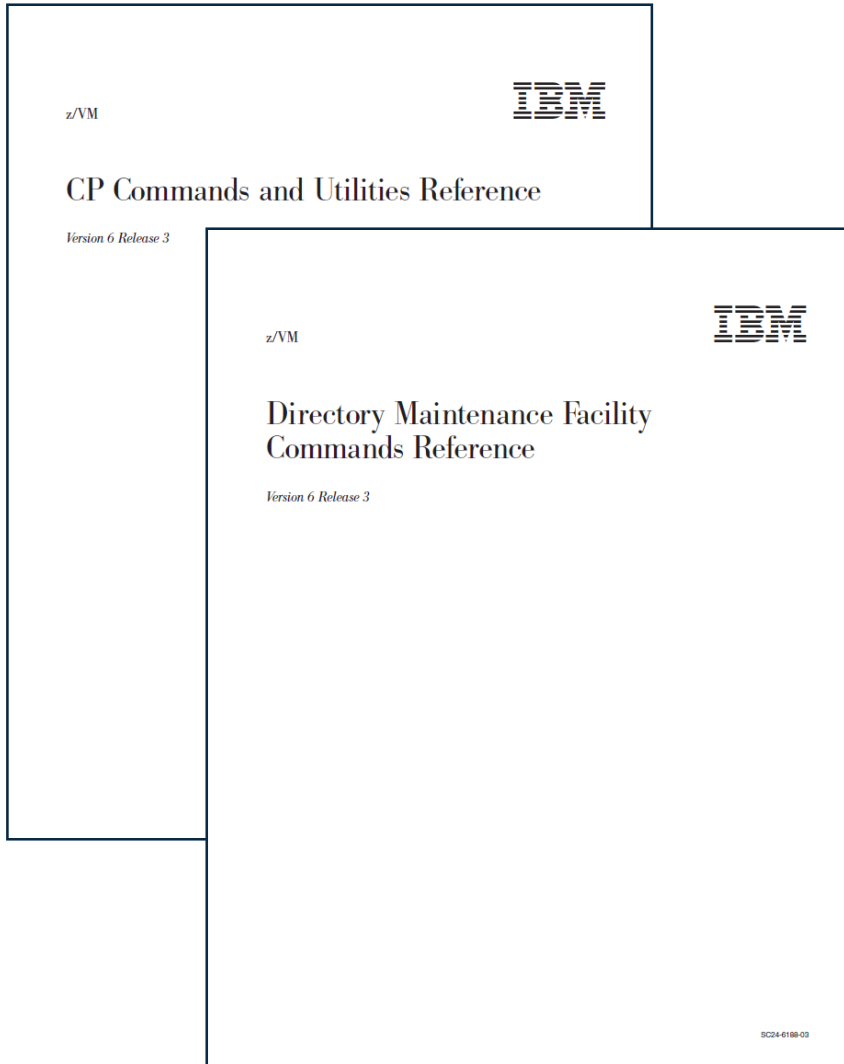 z/VM
IBM
CP Commands and Utilities Reference
Version 6 Release 3
z/VM
IBM
Directory Maintenance Facility
Commands Reference
Version 6 Release 3
SC24-6188-03